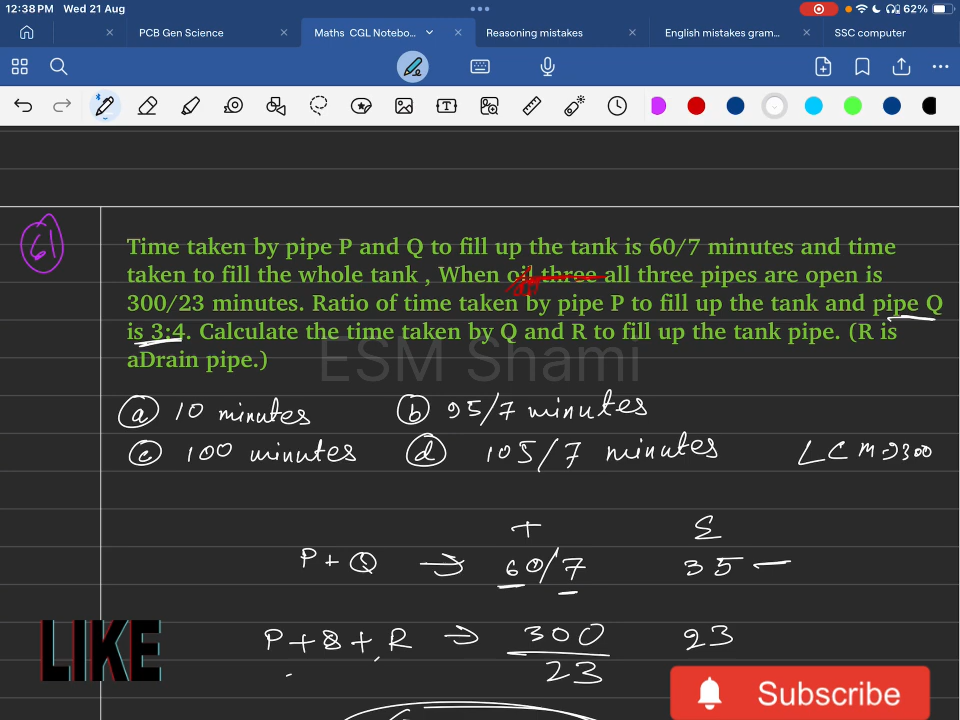 12:38 PM Wed 21 Aug
62%
PCB Gen Science
Maths CGL Notebo...
Reasoning mistakes
English mistakes gram...
SSC computer
61
Time taken by pipe P and Q to fill up the tank is 60/7 minutes and time
taken to fill the whole tank , When oil three all three pipes are open is
300/23 minutes. Ratio of time taken by pipe P to fill up the tank and pipe Q
is 3:4. Calculate the time taken by Q and R to fill up the tank pipe. (R is
aDrain pipe.)
ESM Shami
(a) 10 minutes (b) 95/7 minutes
(c) 100 minutes (d) 105/7 minutes LCM ⇒ 300
T Σ
P + Q → 60/7 35
P + Q + R ⇒ 300/23 23
LIKE
Subscribe